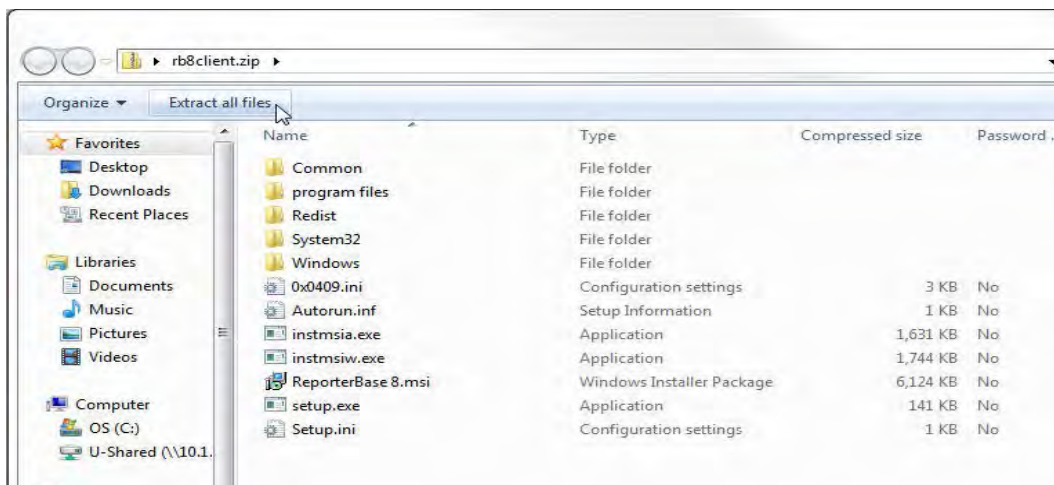 rb8client.zip
Organize Extract all files
Name Type Compressed size Password .
Favorites
Desktop
Downloads
Recent Places
Libraries
Documents
Music
Pictures
Videos
Computer
OS (C:)
U-Shared (\\10.1.
Common File folder
program files File folder
Redist File folder
System32 File folder
Windows File folder
0x0409.ini Configuration settings 3 KB No
Autorun.inf Setup Information 1 KB No
instmsia.exe Application 1,631 KB No
instmsiw.exe Application 1,744 KB No
ReporterBase 8.msi Windows Installer Package 6,124 KB No
setup.exe Application 141 KB No
Setup.ini Configuration settings 1 KB No